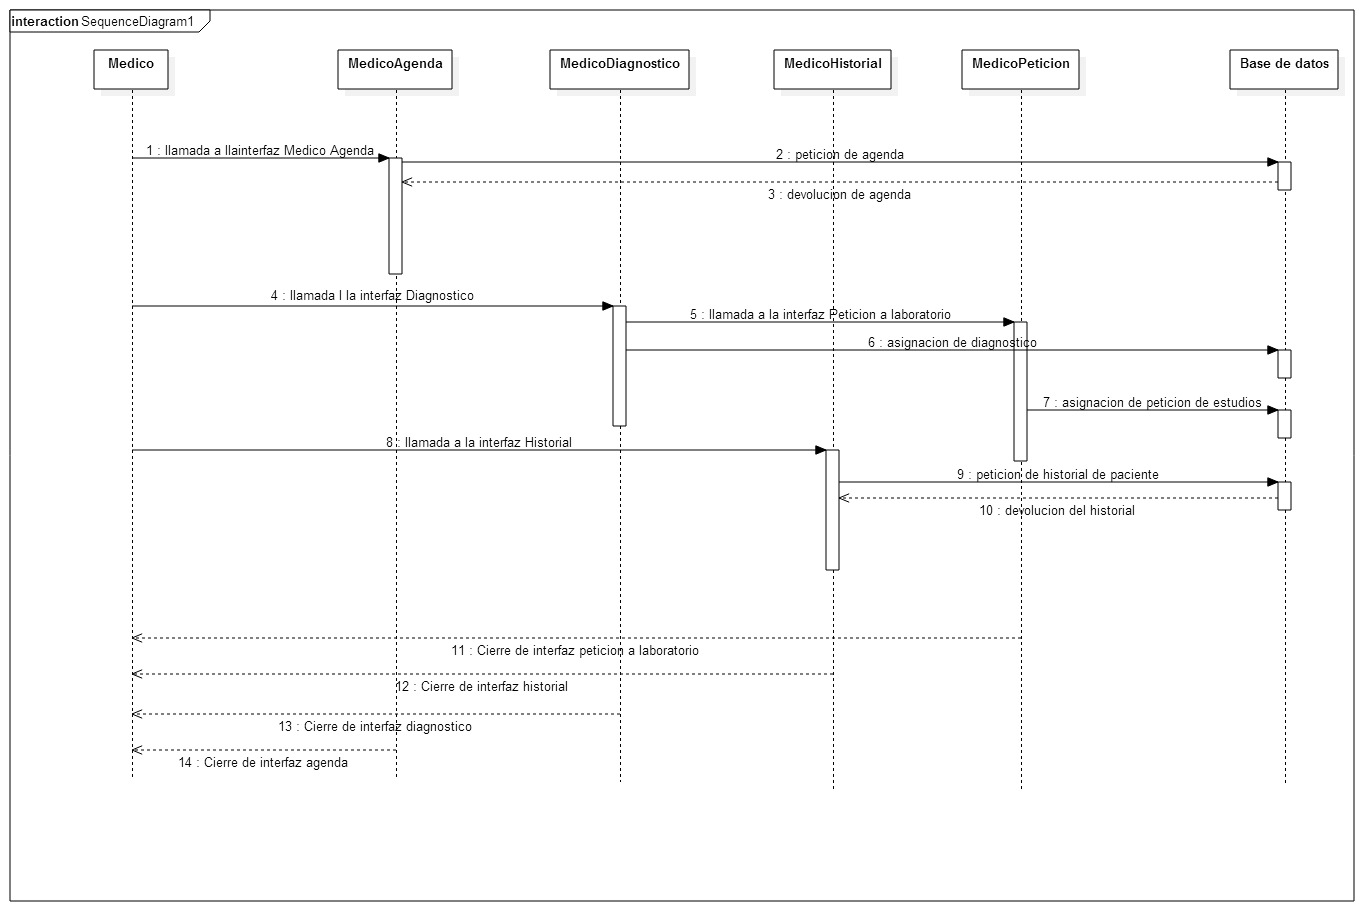 interaction SequenceDiagram1
Medico
MedicoAgenda
MedicoDiagnostico
MedicoHistorial
MedicoPeticion
Base de datos
1 : llamada a llainterfaz Medico Agenda
2 : peticion de agenda
3 : devolucion de agenda
4 : llamada l la interfaz Diagnostico
5 : llamada a la interfaz Peticion a laboratorio
6 : asignacion de diagnostico
7 : asignacion de peticion de estudios
8 : llamada a la interfaz Historial
9 : peticion de historial de paciente
10 : devolucion del historial
11 : Cierre de interfaz peticion a laboratorio
12 : Cierre de interfaz historial
13 : Cierre de interfaz diagnostico
14 : Cierre de interfaz agenda